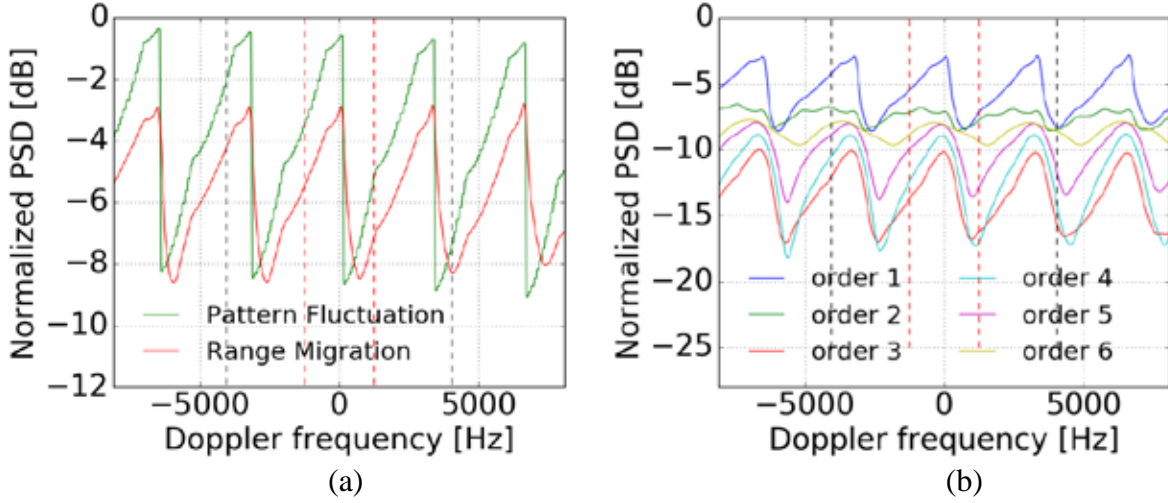 Normalized PSD [dB]
0
−2
−4
−6
−8
−10
−12
Pattern Fluctuation
Range Migration
−5000 0 5000
Doppler frequency [Hz]
(a)
Normalized PSD [dB]
0
−5
−10
−15
−20
−25
order 1 order 4
order 2 order 5
order 3 order 6
−5000 0 5000
Doppler frequency [Hz]
(b)